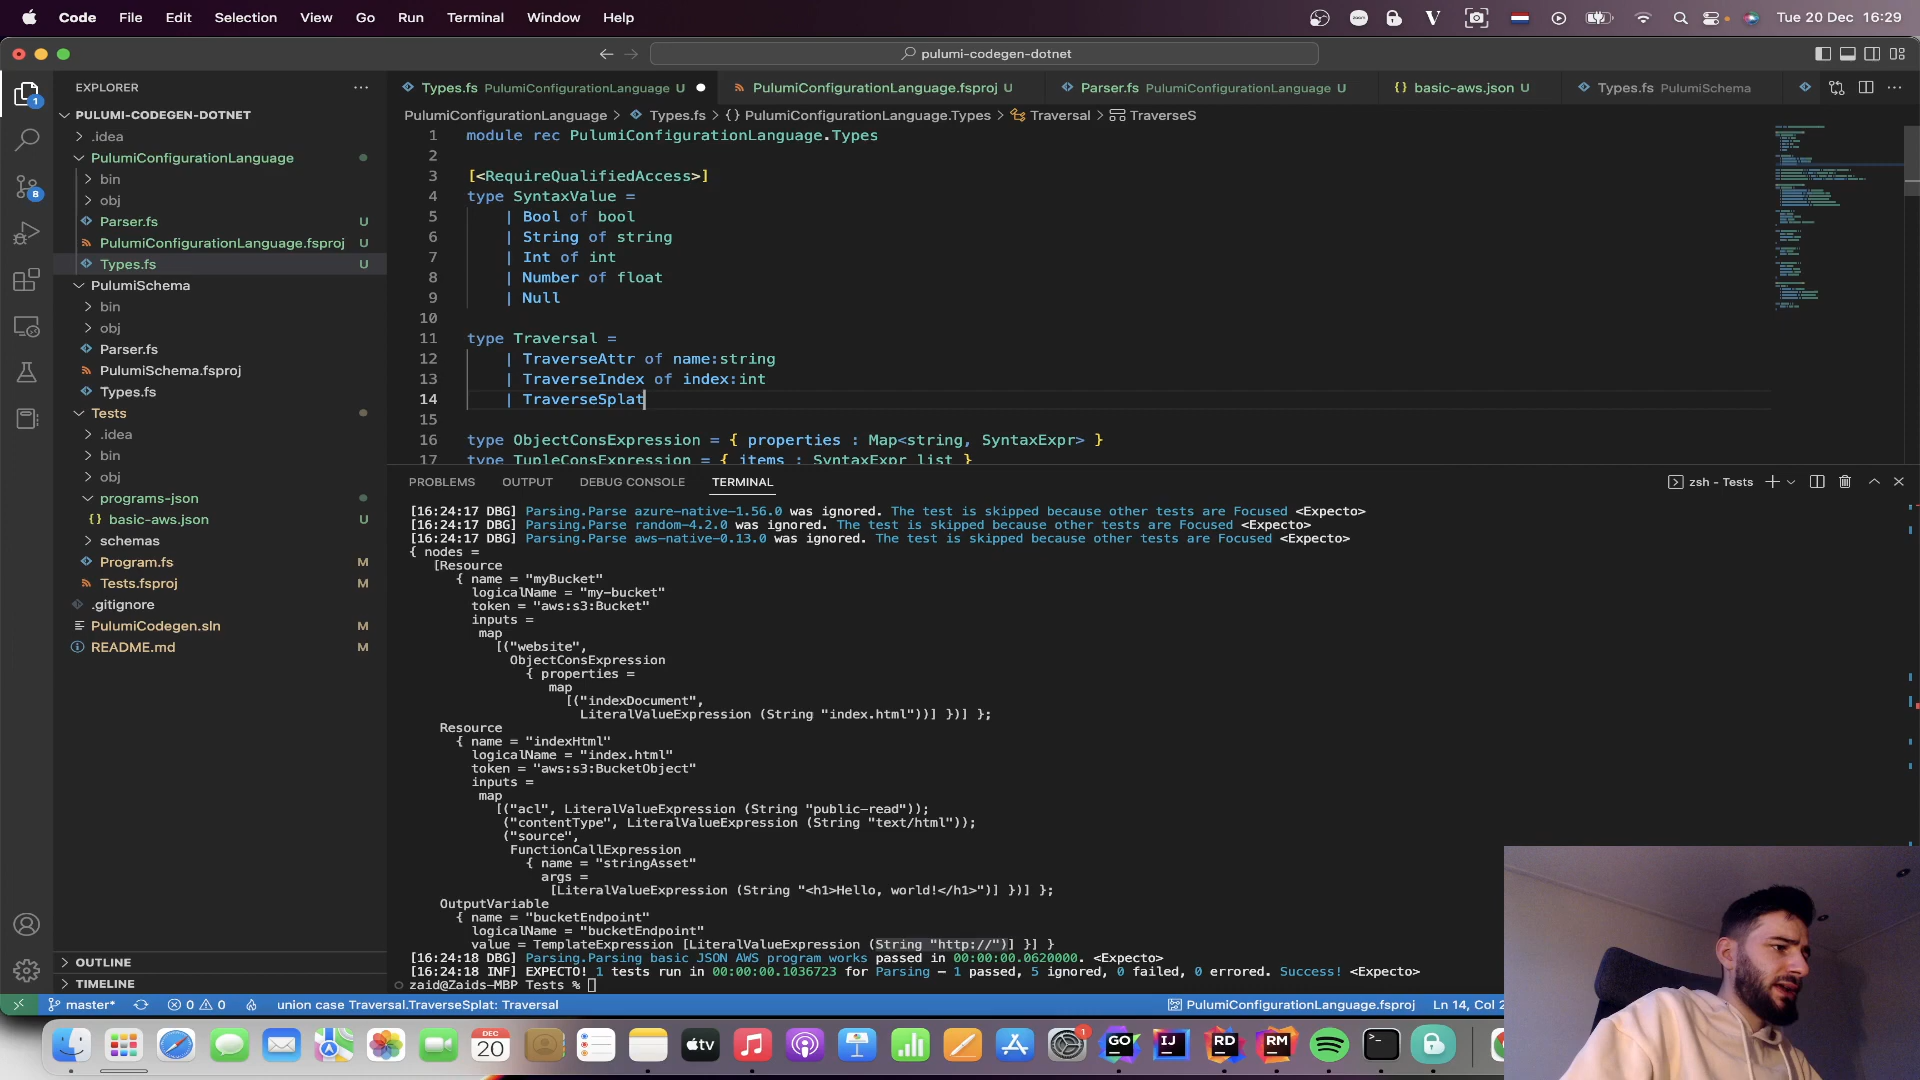 Code File Edit Selection View Go Run Terminal Window Help
Tue 20 Dec 16:29
pulumi-codegen-dotnet
EXPLORER
PULUMI-CODEGEN-DOTNET
.idea
PulumiConfigurationLanguage
bin
obj
Parser.fs U
PulumiConfigurationLanguage.fsproj U
Types.fs U
PulumiSchema
bin
obj
Parser.fs
PulumiSchema.fsproj
Types.fs
Tests
.idea
bin
obj
programs-json
basic-aws.json U
schemas
Program.fs M
Tests.fsproj M
.gitignore
PulumiCodegen.sln M
README.md M
OUTLINE
TIMELINE
1
8
Types.fs PulumiConfigurationLanguage U
PulumiConfigurationLanguage.fsproj U
Parser.fs PulumiConfigurationLanguage U
basic-aws.json U
Types.fs PulumiSchema
PulumiConfigurationLanguage > Types.fs > {} PulumiConfigurationLanguage.Types > Traversal > TraverseS
1 module rec PulumiConfigurationLanguage.Types
2
3 [<RequireQualifiedAccess>]
4 type SyntaxValue =
5 | Bool of bool
6 | String of string
7 | Int of int
8 | Number of float
9 | Null
10
11 type Traversal =
12 | TraverseAttr of name:string
13 | TraverseIndex of index:int
14 | TraverseSplat
15
16 type ObjectConsExpression = { properties : Map<string, SyntaxExpr> }
17 type TupleConsExpression = { items : SyntaxExpr list }
PROBLEMS OUTPUT DEBUG CONSOLE TERMINAL
zsh - Tests
[16:24:17 DBG] Parsing.Parse azure-native-1.56.0 was ignored. The test is skipped because other tests are Focused <Expecto>
[16:24:17 DBG] Parsing.Parse random-4.2.0 was ignored. The test is skipped because other tests are Focused <Expecto>
[16:24:17 DBG] Parsing.Parse aws-native-0.13.0 was ignored. The test is skipped because other tests are Focused <Expecto>
{ nodes =
[Resource
{ name = "myBucket"
logicalName = "my-bucket"
token = "aws:s3:Bucket"
inputs =
map
[("website",
ObjectConsExpression
{ properties =
map
[("indexDocument",
LiteralValueExpression (String "index.html"))] })] };
Resource
{ name = "indexHtml"
logicalName = "index.html"
token = "aws:s3:BucketObject"
inputs =
map
[("acl", LiteralValueExpression (String "public-read"));
("contentType", LiteralValueExpression (String "text/html"));
("source",
FunctionCallExpression
{ name = "stringAsset"
args =
[LiteralValueExpression (String "<h1>Hello, world!</h1>")] })] };
OutputVariable
{ name = "bucketEndpoint"
logicalName = "bucketEndpoint"
value = TemplateExpression [LiteralValueExpression (String "http://")] }] }
[16:24:18 DBG] Parsing.Parsing basic JSON AWS program works passed in 00:00:00.0620000. <Expecto>
[16:24:18 INF] EXPECTO! 1 tests run in 00:00:00.1036723 for Parsing – 1 passed, 5 ignored, 0 failed, 0 errored. Success! <Expecto>
zaid@Zaids-MBP Tests %
master* 0 0 union case Traversal.TraverseSplat: Traversal
PulumiConfigurationLanguage.fsproj Ln 14, Col 2
DEC
20
tv
1
GO
IJ
RD
RM